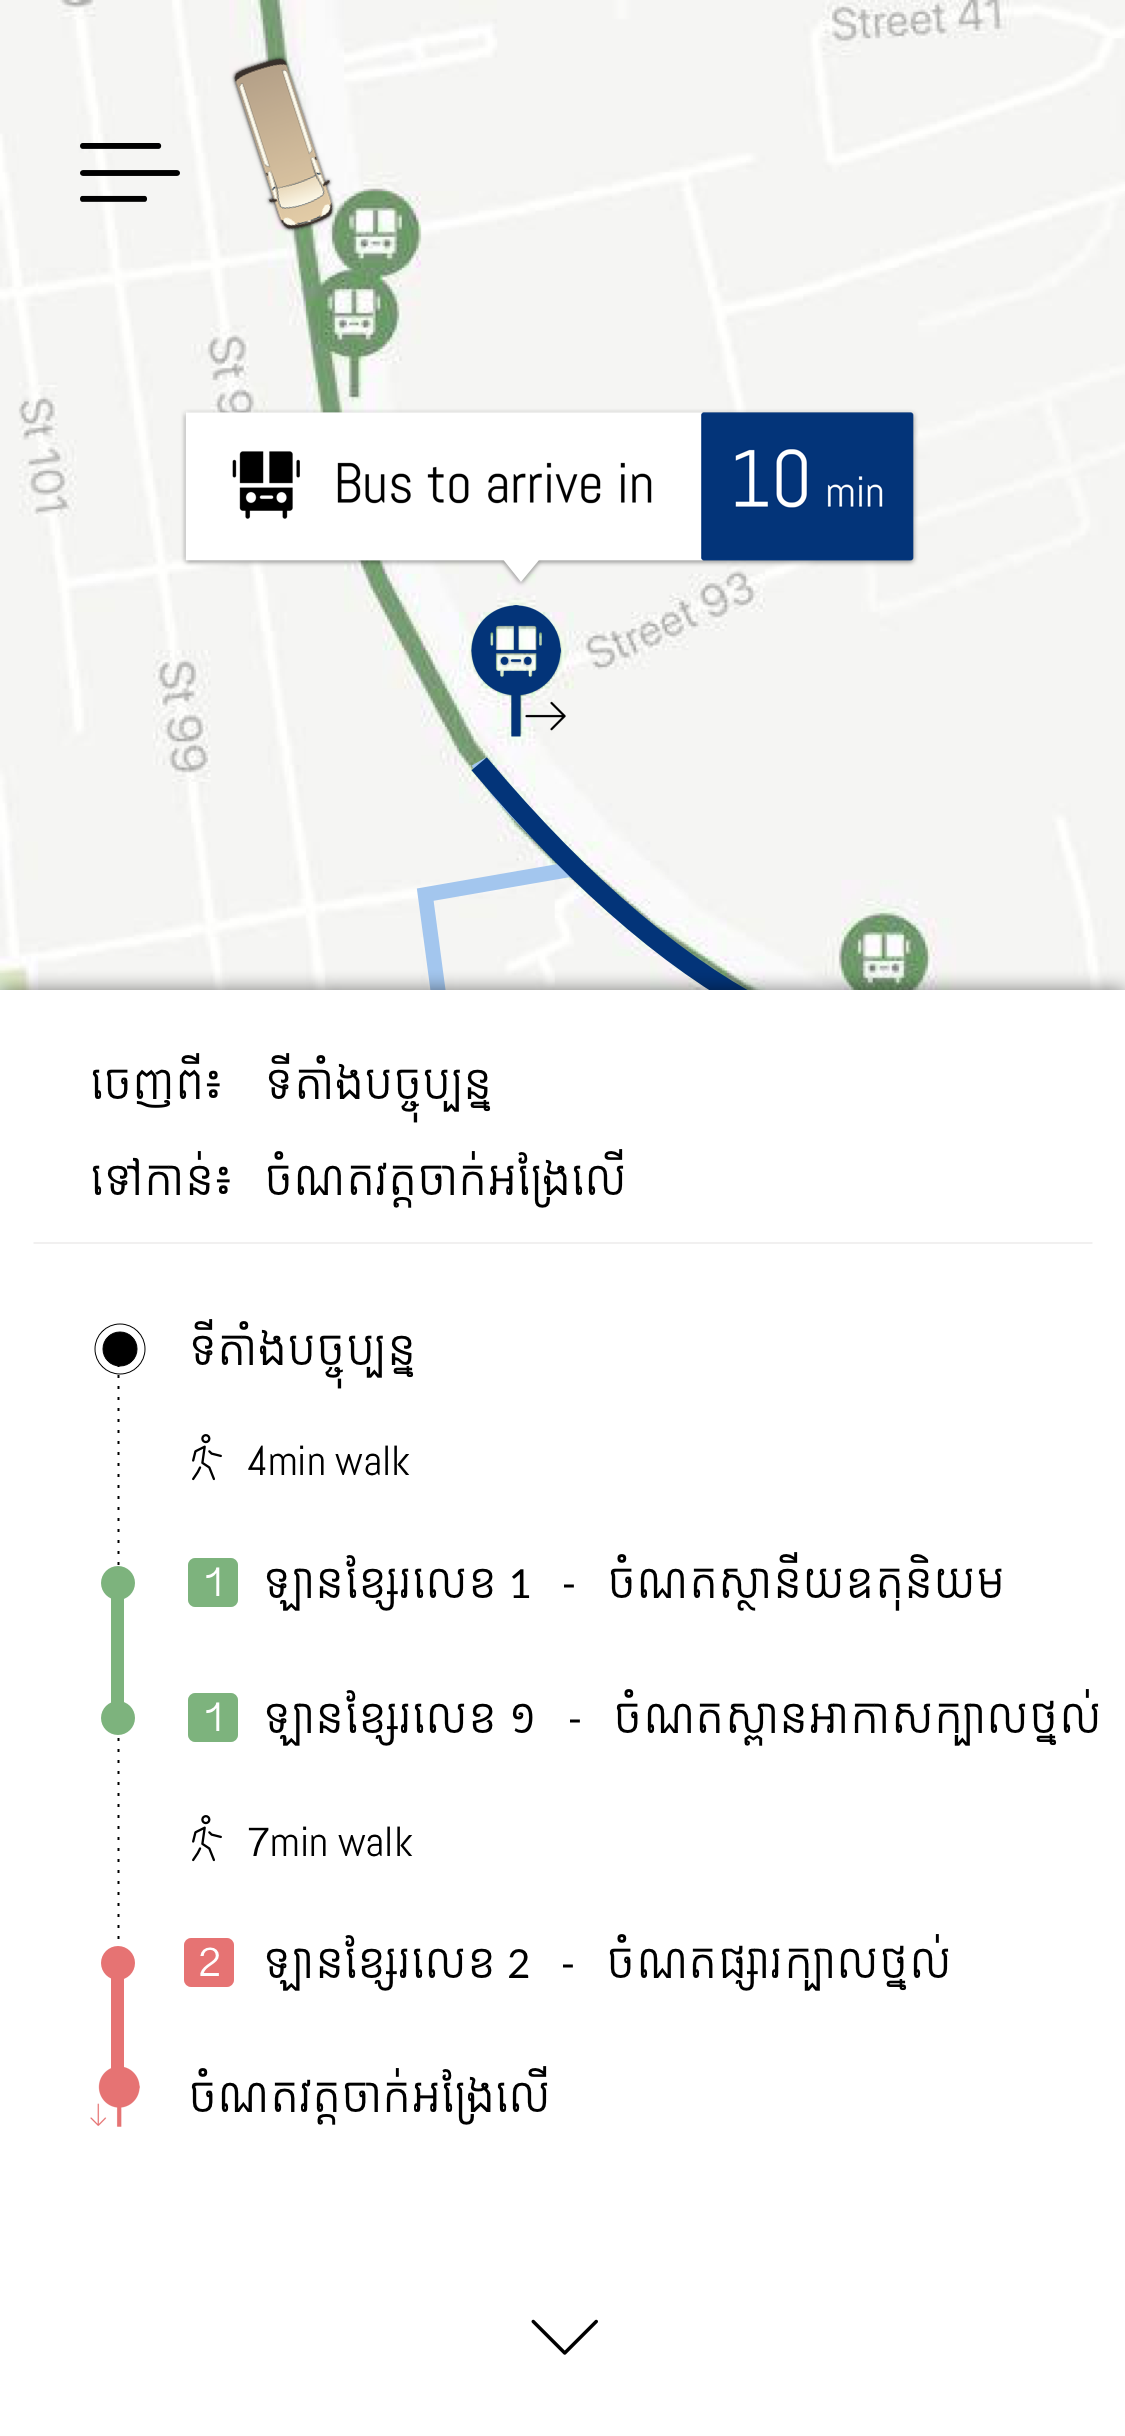 Street 41
St 9
St 101
Bus to arrive in 10 min
Street 93
St 99
ចេញពី៖ ទីតាំងបច្ចុប្បន្ន
ទៅកាន់៖ ចំណតវត្តចាក់អង្រែលើ
ទីតាំងបច្ចុប្បន្ន
4min walk
1 ឡានខ្សែរលេខ 1 - ចំណតស្ថានីយឧតុនិយម
1 ឡានខ្សែរលេខ ១ - ចំណតស្ពានអាកាសក្បាលថ្នល់
7min walk
2 ឡានខ្សែរលេខ 2 - ចំណតផ្សារក្បាលថ្នល់
ចំណតវត្តចាក់អង្រែលើ